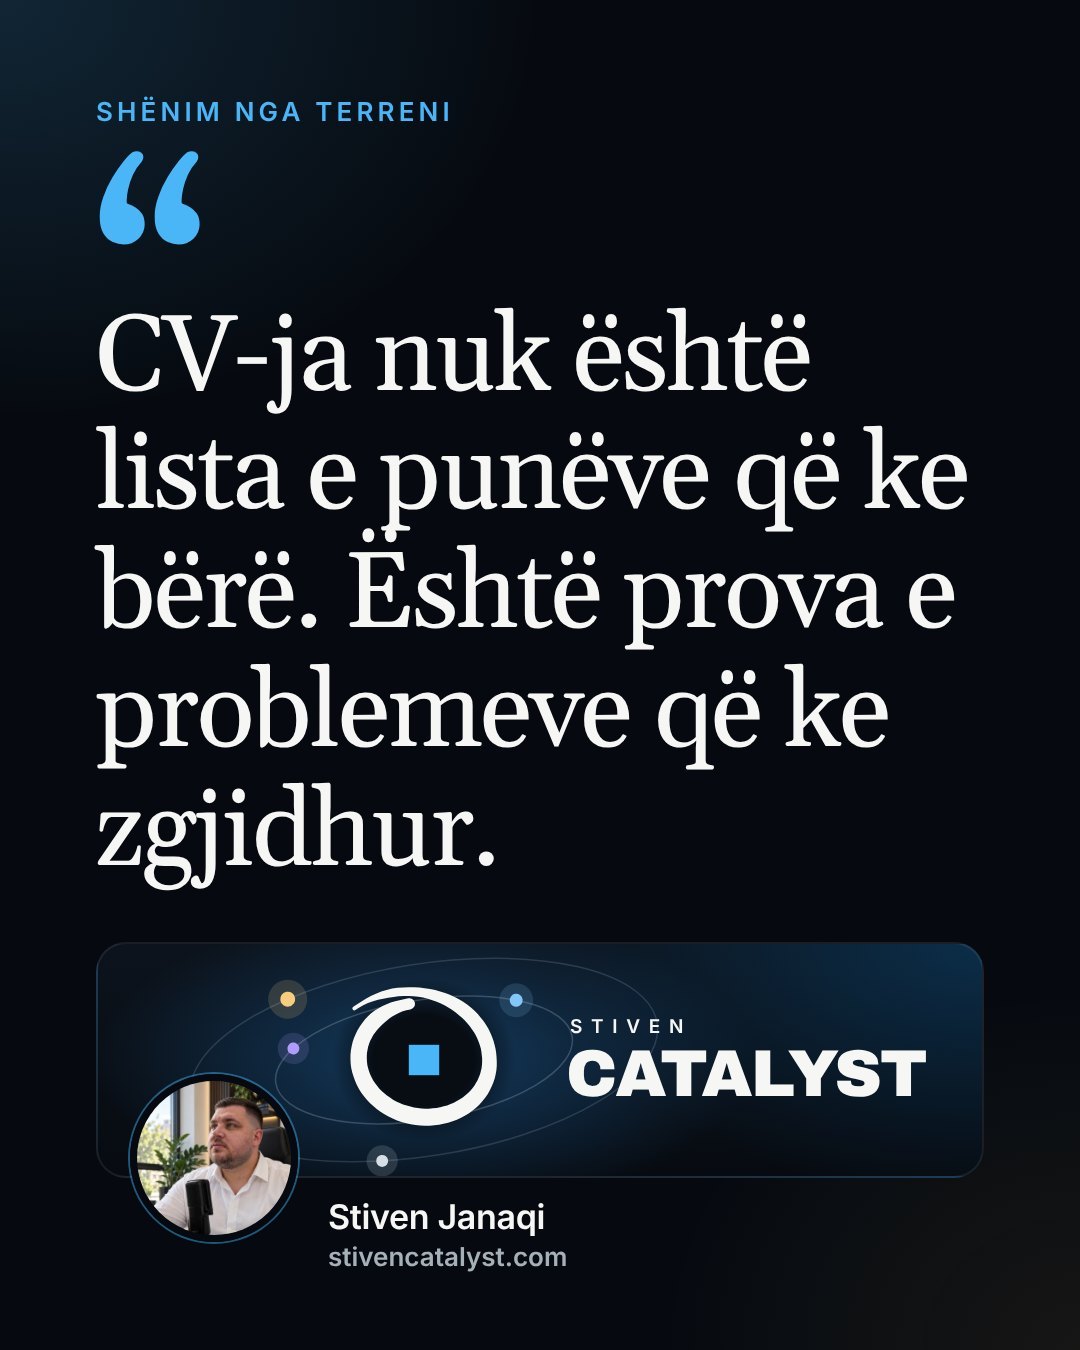 SHËNIM NGA TERRENI
“
CV-ja nuk është
lista e punëve që ke
bërë. Është prova e
problemeve që ke
zgjidhur.
STIVEN
CATALYST
Stiven Janaqi
stivencatalyst.com